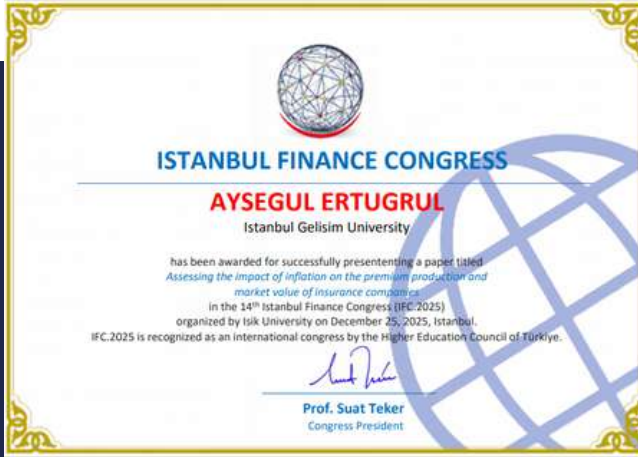 ISTANBUL FINANCE CONGRESS
AYSEGUL ERTUGRUL
Istanbul Gelisim University
has been awarded for successfully presententing a paper titled
Assessing the impact of inflation on the premium production and
market value of insurance companies
in the 14th Istanbul Finance Congress (IFC.2025)
organized by Isik University on December 25, 2025, Istanbul.
IFC.2025 is recognized as an international congress by the Higher Education Council of Türkiye.
Prof. Suat Teker
Congress President